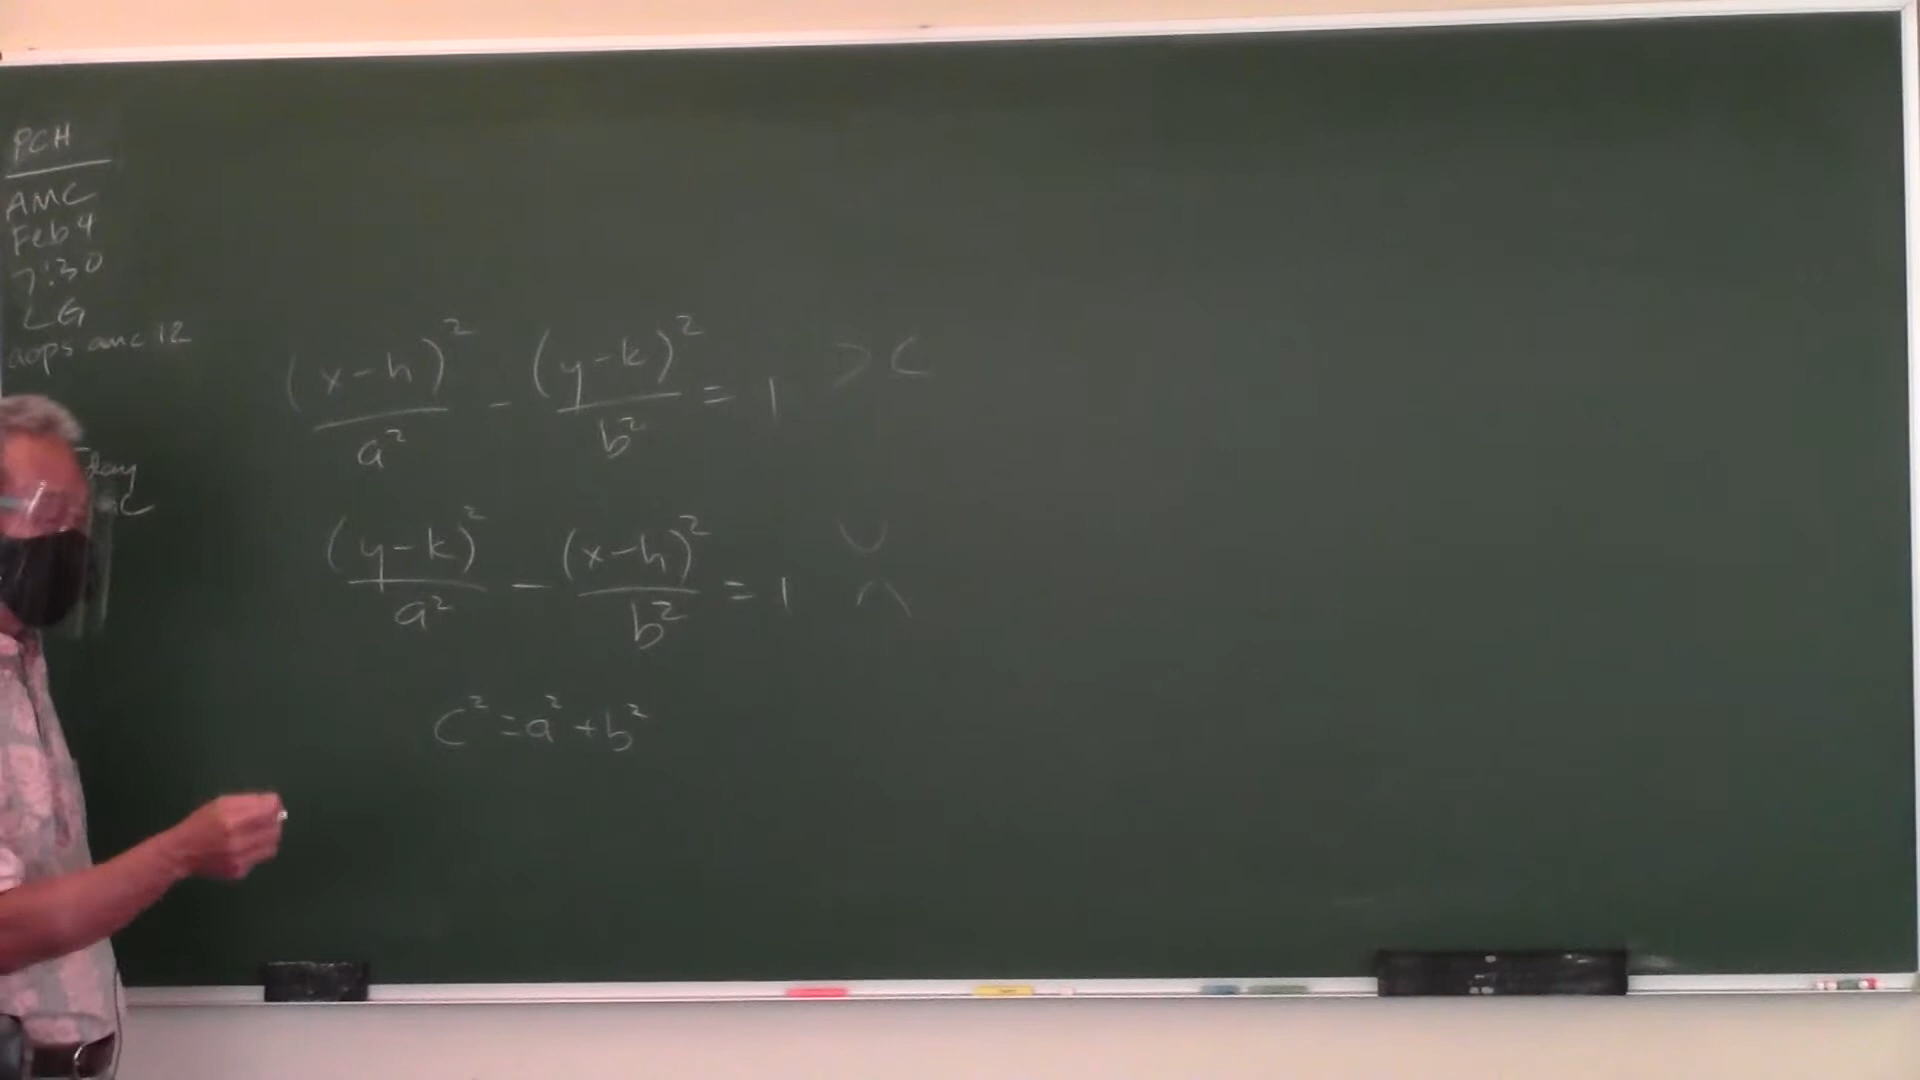 PCH
AMC
Feb 4
7:30
LG
aops amc 12
day
(x-h)²/a² - (y-k)²/b² = 1
(y-k)²/a² - (x-h)²/b² = 1
c² = a² + b²